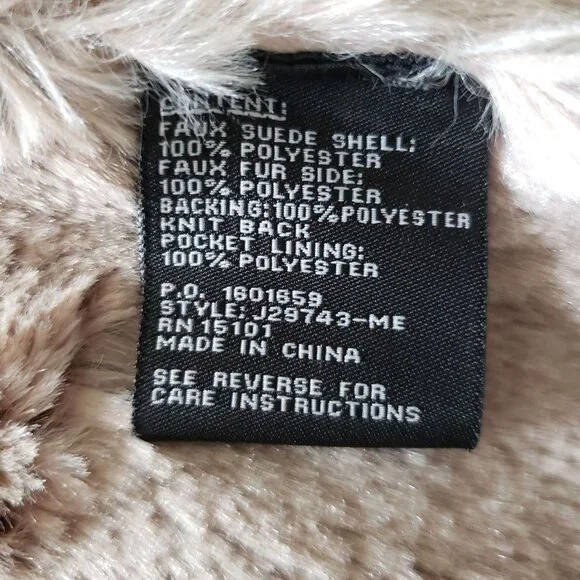 CONTENT:
FAUX SUEDE SHELL:
100% POLYESTER
FAUX FUR SIDE:
100% POLYESTER
BACKING:100%POLYESTER
KNIT BACK
POCKET LINING:
100% POLYESTER
P.O. 1601659
STYLE: J29743-ME
RN 15101
MADE IN CHINA
SEE REVERSE FOR
CARE INSTRUCTIONS